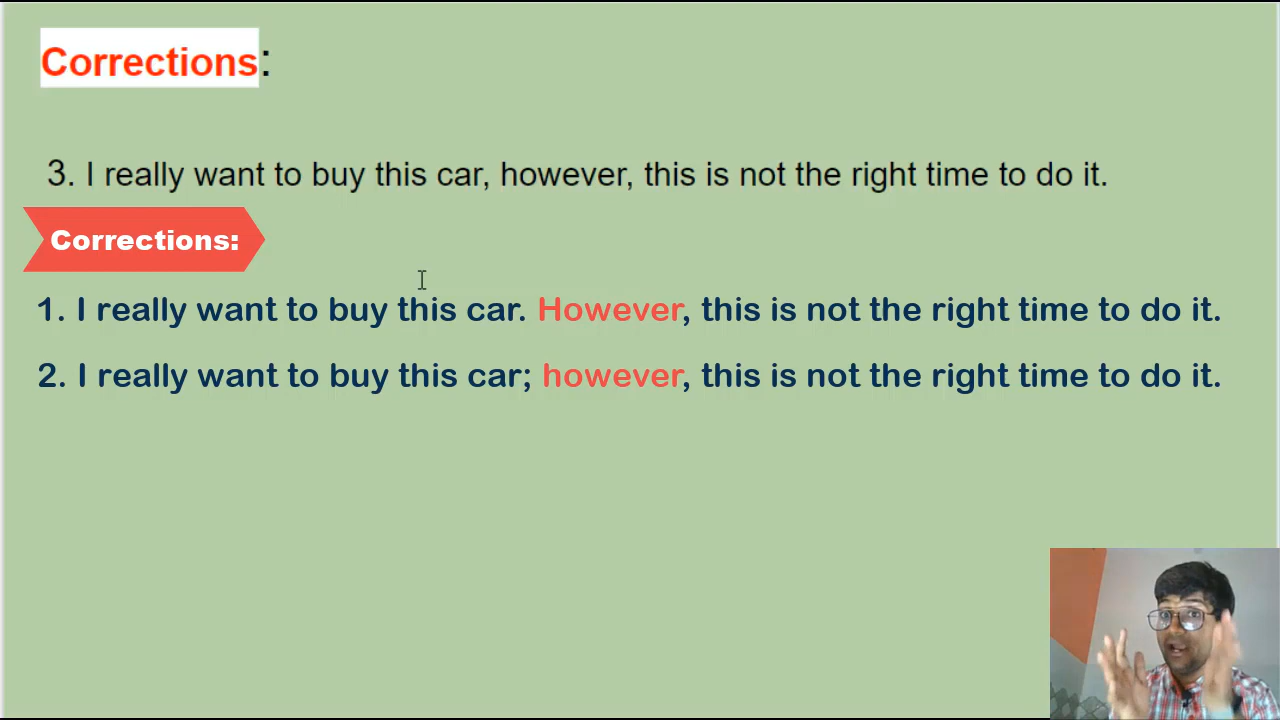 Corrections:
3. I really want to buy this car, however, this is not the right time to do it.
Corrections:
1. I really want to buy this car. However, this is not the right time to do it.
2. I really want to buy this car; however, this is not the right time to do it.